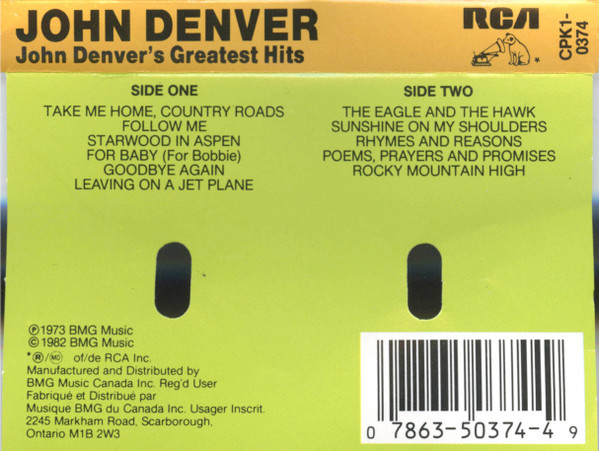 JOHN DENVER
John Denver's Greatest Hits
RCA
CPK1-
0374
SIDE ONE
TAKE ME HOME, COUNTRY ROADS
FOLLOW ME
STARWOOD IN ASPEN
FOR BABY (For Bobbie)
GOODBYE AGAIN
LEAVING ON A JET PLANE
SIDE TWO
THE EAGLE AND THE HAWK
SUNSHINE ON MY SHOULDERS
RHYMES AND REASONS
POEMS, PRAYERS AND PROMISES
ROCKY MOUNTAIN HIGH
℗1973 BMG Music
©1982 BMG Music
*®/MD of/de RCA Inc.
Manufactured and Distributed by
BMG Music Canada Inc. Reg'd User
Fabriqué et Distribué par
Musique BMG du Canada Inc. Usager Inscrit.
2245 Markham Road, Scarborough,
Ontario M1B 2W3
0 7863-50374-4 9